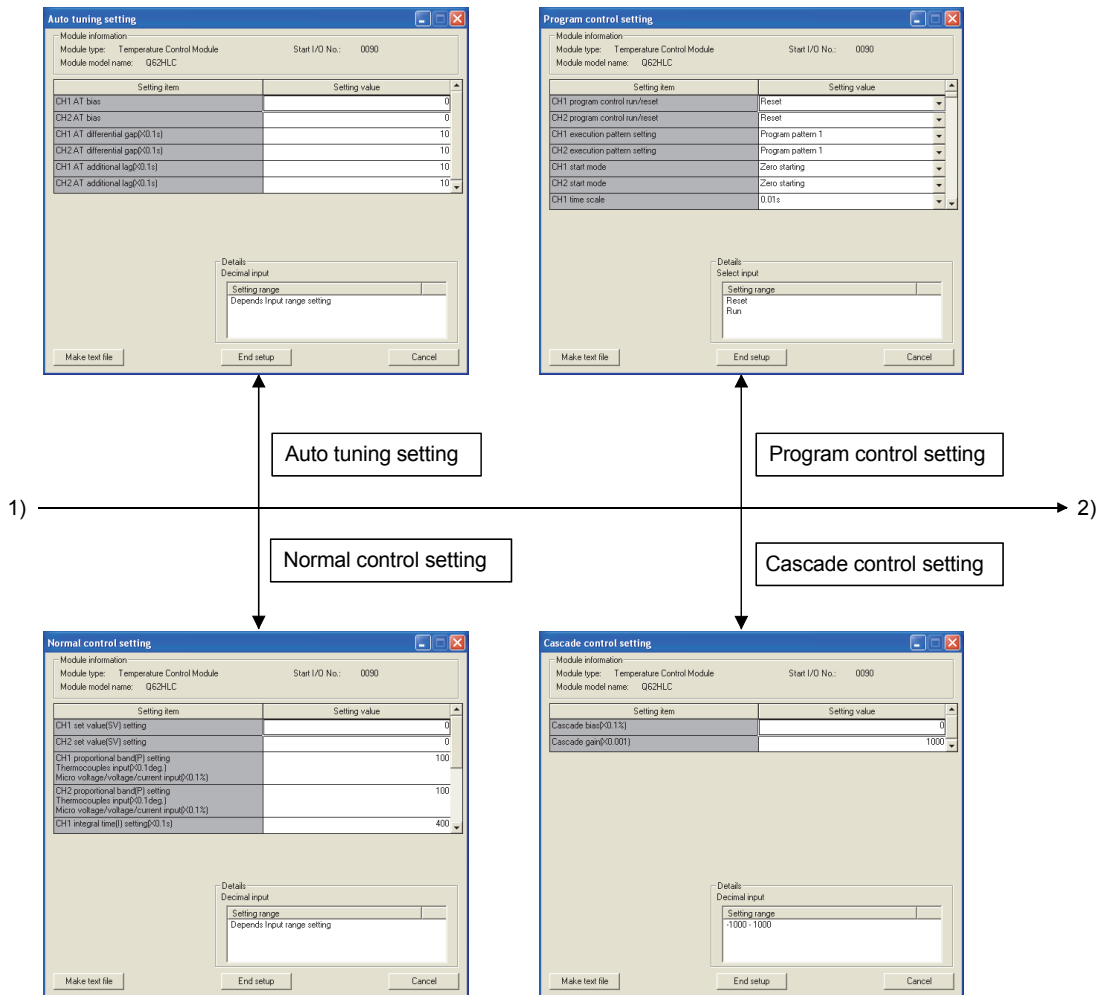 Auto tuning setting
Module information
Module type: Temperature Control Module Start I/O No.: 0090
Module model name: Q62HLC
Setting item Setting value
CH1 AT bias 0
CH2 AT bias 0
CH1 AT differential gap(X0.1s) 10
CH2 AT differential gap(X0.1s) 10
CH1 AT additional lag(X0.1s) 10
CH2 AT additional lag(X0.1s) 10
Details
Decimal input
Setting range
Depends Input range setting
Make text file End setup Cancel
Program control setting
Module information
Module type: Temperature Control Module Start I/O No.: 0090
Module model name: Q62HLC
Setting item Setting value
CH1 program control run/reset Reset
CH2 program control run/reset Reset
CH1 execution pattern setting Program pattern 1
CH2 execution pattern setting Program pattern 1
CH1 start mode Zero starting
CH2 start mode Zero starting
CH1 time scale 0.01s
Details
Select input
Setting range
Reset
Run
Make text file End setup Cancel
Auto tuning setting
Program control setting
1)
2)
Normal control setting
Cascade control setting
Normal control setting
Module information
Module type: Temperature Control Module Start I/O No.: 0090
Module model name: Q62HLC
Setting item Setting value
CH1 set value(SV) setting 0
CH2 set value(SV) setting 0
CH1 proportional band(P) setting 100
Thermocouples input(X0.1deg.)
Micro voltage/voltage/current input(X0.1%)
CH2 proportional band(P) setting 100
Thermocouples input(X0.1deg.)
Micro voltage/voltage/current input(X0.1%)
CH1 integral time(I) setting(X0.1s) 400
Details
Decimal input
Setting range
Depends Input range setting
Make text file End setup Cancel
Cascade control setting
Module information
Module type: Temperature Control Module Start I/O No.: 0090
Module model name: Q62HLC
Setting item Setting value
Cascade bias(X0.1%) 0
Cascade gain(X0.001) 1000
Details
Decimal input
Setting range
-1000 - 1000
Make text file End setup Cancel